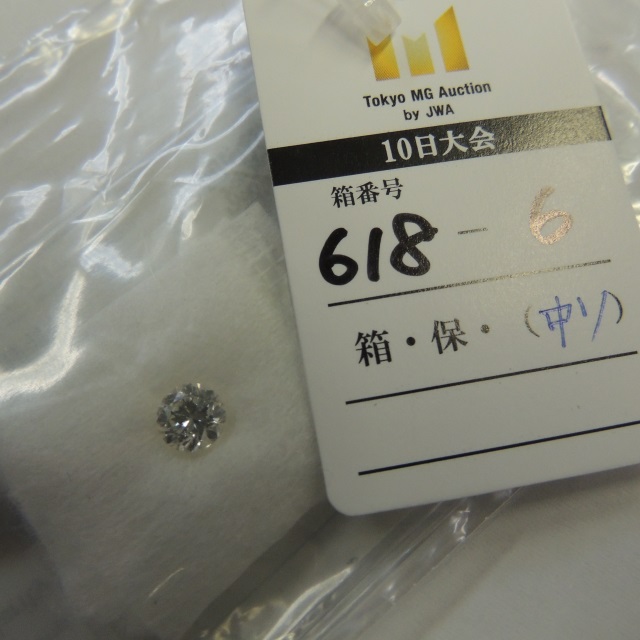 Tokyo MG Auction
by JWA
10日大会
箱番号
618-6
箱・保・(中ソ)